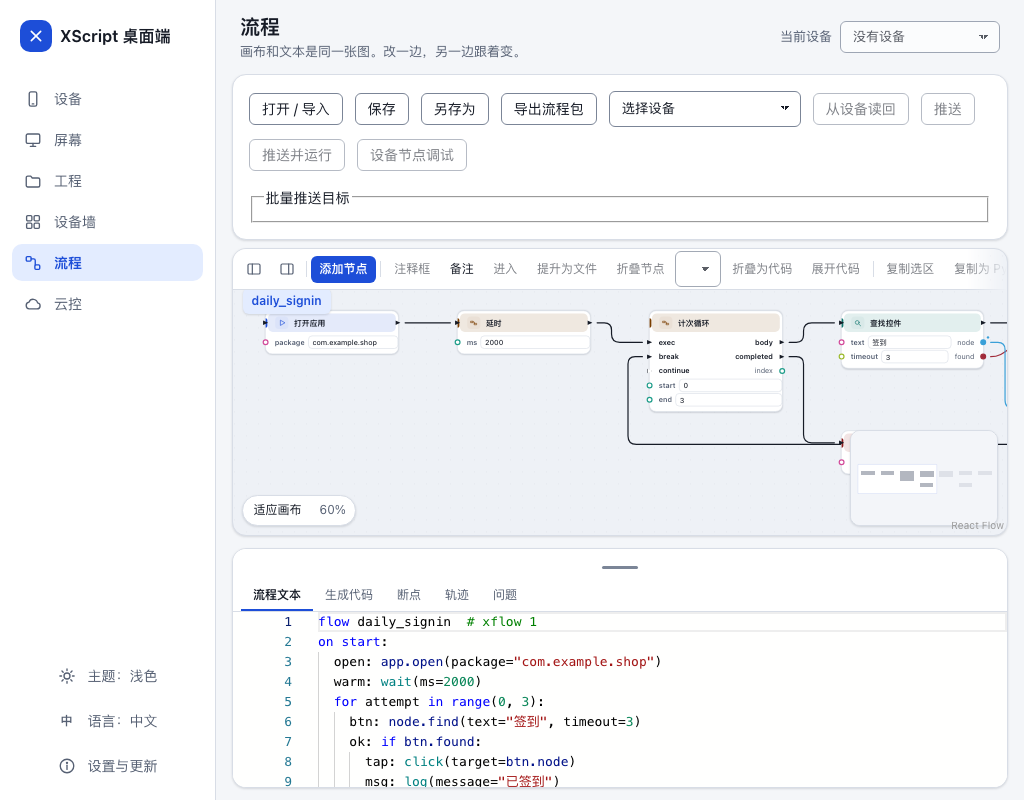 XScript 桌面端
设备
屏幕
工程
设备墙
流程
云控
主题：浅色
语言：中文
设置与更新
流程
画布和文本是同一张图。改一边，另一边跟着变。
当前设备 没有设备
打开 / 导入 保存 另存为 导出流程包 选择设备 从设备读回 推送
推送并运行 设备节点调试
批量推送目标
添加节点 注释框 备注 进入 提升为文件 折叠节点 折叠为代码 展开代码 复制选区 复制为
daily_signin
打开应用
package com.example.shop
延时
ms 2000
计次循环
exec body
break completed
continue index
start 0
end 3
查找控件
text 签到 node
timeout 3 found
适应画布 60%
React Flow
流程文本 生成代码 断点 轨迹 问题
1 flow daily_signin  # xflow 1
2 on start:
3   open: app.open(package="com.example.shop")
4   warm: wait(ms=2000)
5   for attempt in range(0, 3):
6     btn: node.find(text="签到", timeout=3)
7     ok: if btn.found:
8       tap: click(target=btn.node)
9       msg: log(message="已签到")